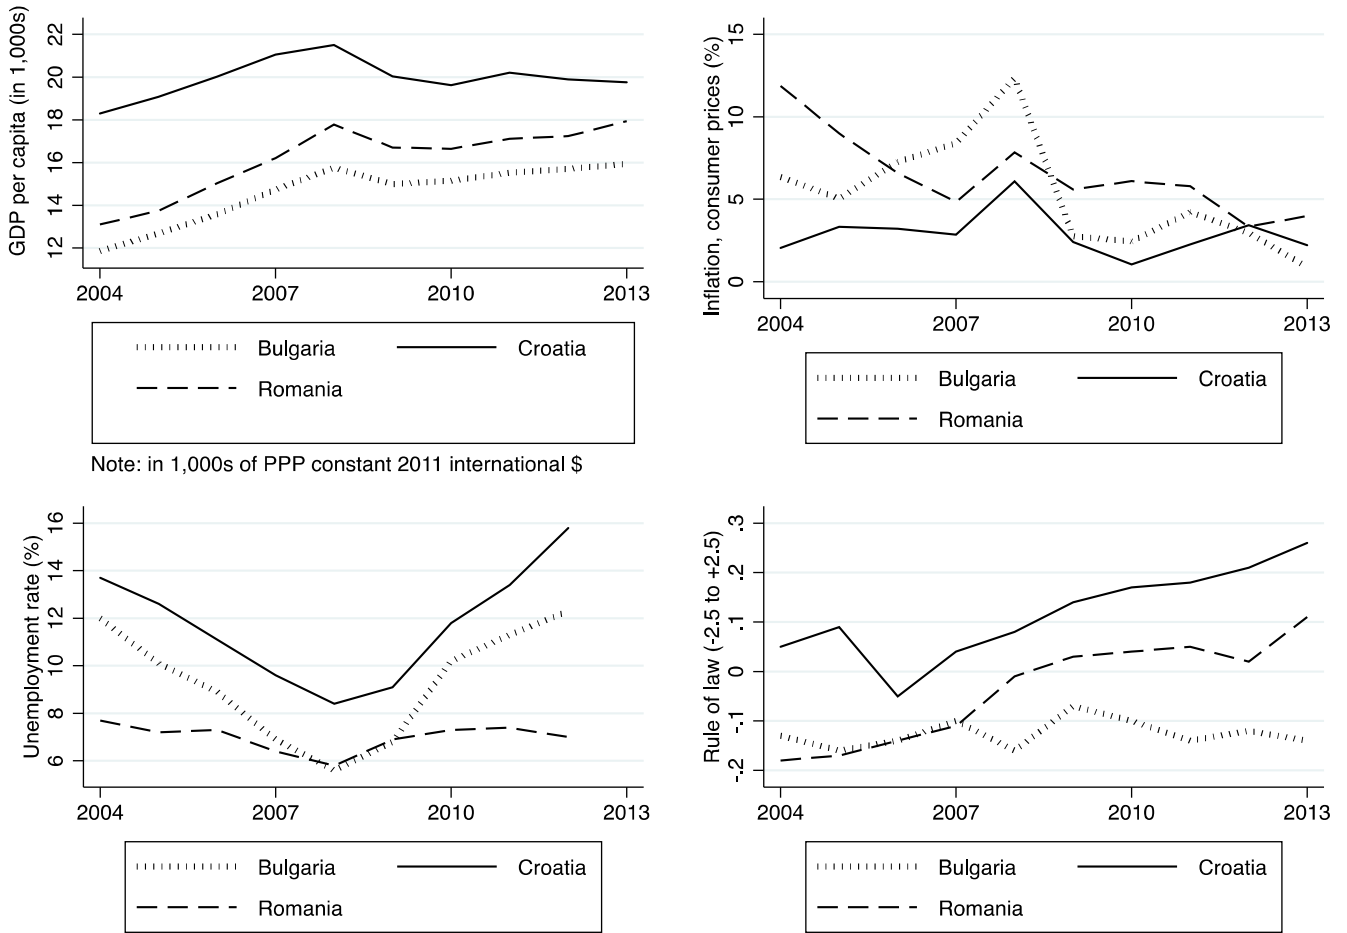 GDP per capita (in 1,000s)
22
20
18
16
14
12
2004 2007 2010 2013
Bulgaria Croatia
Romania
Note: in 1,000s of PPP constant 2011 international $
Inflation, consumer prices (%)
15
10
5
0
2004 2007 2010 2013
Bulgaria Croatia
Romania
Unemployment rate (%)
16
14
12
10
8
6
2004 2007 2010 2013
Bulgaria Croatia
Romania
Rule of law (-2.5 to +2.5)
.3
.2
.1
0
-.1
-.2
2004 2007 2010 2013
Bulgaria Croatia
Romania